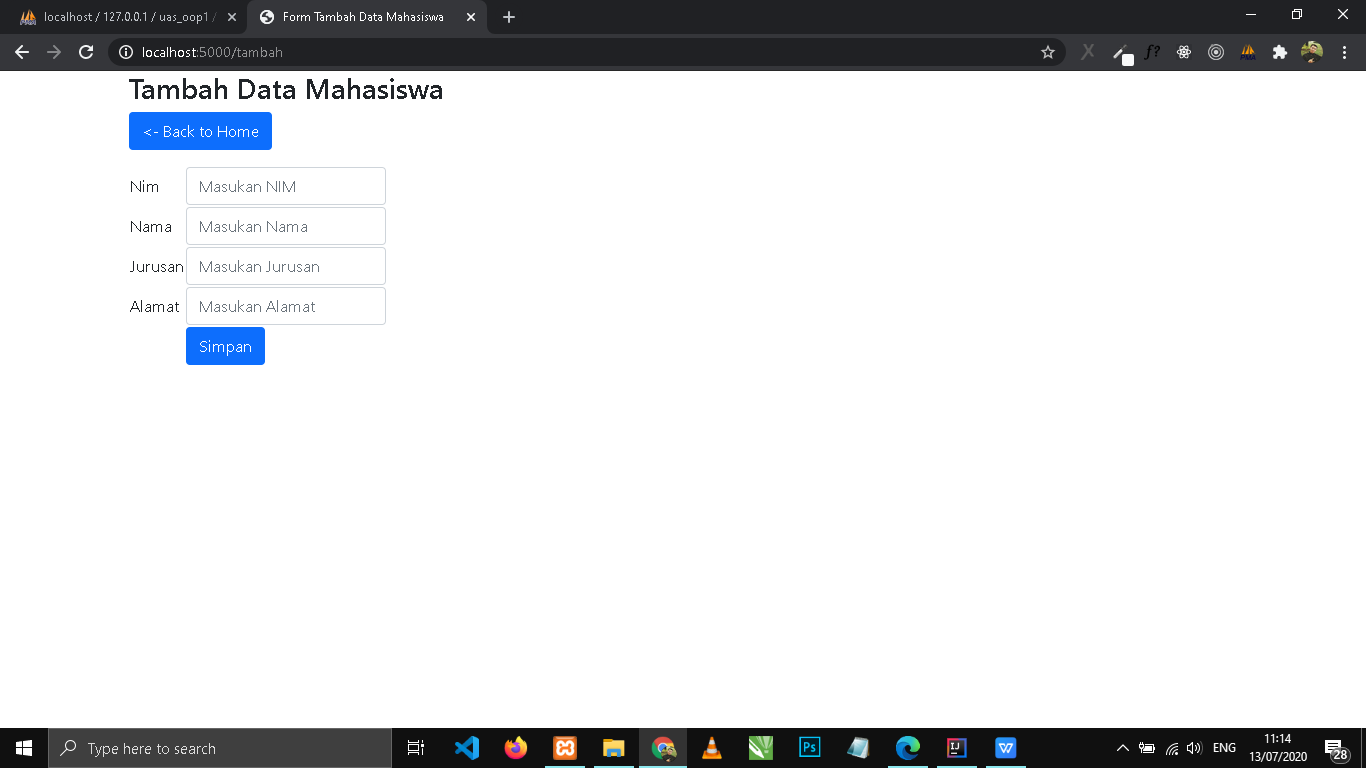 localhost / 127.0.0.1 / uas_oop1 /
Form Tambah Data Mahasiswa
localhost:5000/tambah
f?
Tambah Data Mahasiswa
<- Back to Home
Nim
Masukan NIM
Nama
Masukan Nama
Jurusan
Masukan Jurusan
Alamat
Masukan Alamat
Simpan
Type here to search
Ps
IJ
W
ENG
11:14
13/07/2020
28